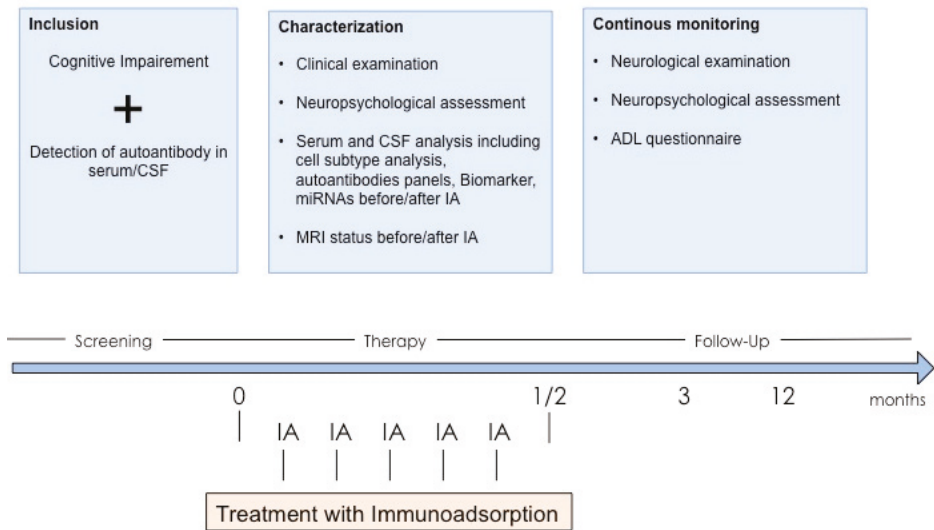 Inclusion
Cognitive Impairement
+
Detection of autoantibody in
serum/CSF
Characterization
• Clinical examination
• Neuropsychological assessment
• Serum and CSF analysis including
cell subtype analysis,
autoantibodies panels, Biomarker,
miRNAs before/after IA
• MRI status before/after IA
Continous monitoring
• Neurological examination
• Neuropsychological assessment
• ADL questionnaire
Screening Therapy Follow-Up
0 1/2 3 12 months
IA IA IA IA IA
Treatment with Immunoadsorption